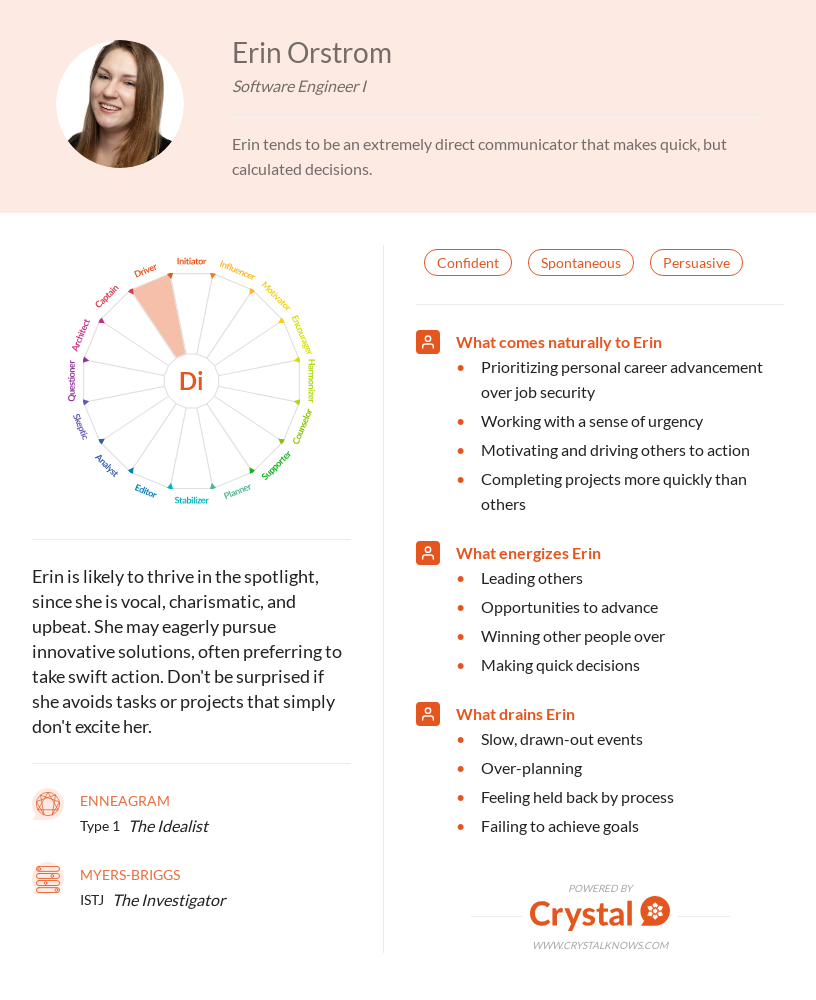 Erin Orstrom
Software Engineer I
Erin tends to be an extremely direct communicator that makes quick, but
calculated decisions.
Initiator
Influencer
Motivator
Encourager
Harmonizer
Counselor
Supporter
Planner
Stabilizer
Editor
Analyst
Skeptic
Questioner
Architect
Captain
Driver
Di
Erin is likely to thrive in the spotlight,
since she is vocal, charismatic, and
upbeat. She may eagerly pursue
innovative solutions, often preferring to
take swift action. Don't be surprised if
she avoids tasks or projects that simply
don't excite her.
ENNEAGRAM
Type 1 The Idealist
MYERS-BRIGGS
ISTJ The Investigator
Confident Spontaneous Persuasive
What comes naturally to Erin
Prioritizing personal career advancement
over job security
Working with a sense of urgency
Motivating and driving others to action
Completing projects more quickly than
others
What energizes Erin
Leading others
Opportunities to advance
Winning other people over
Making quick decisions
What drains Erin
Slow, drawn-out events
Over-planning
Feeling held back by process
Failing to achieve goals
POWERED BY
Crystal
WWW.CRYSTALKNOWS.COM